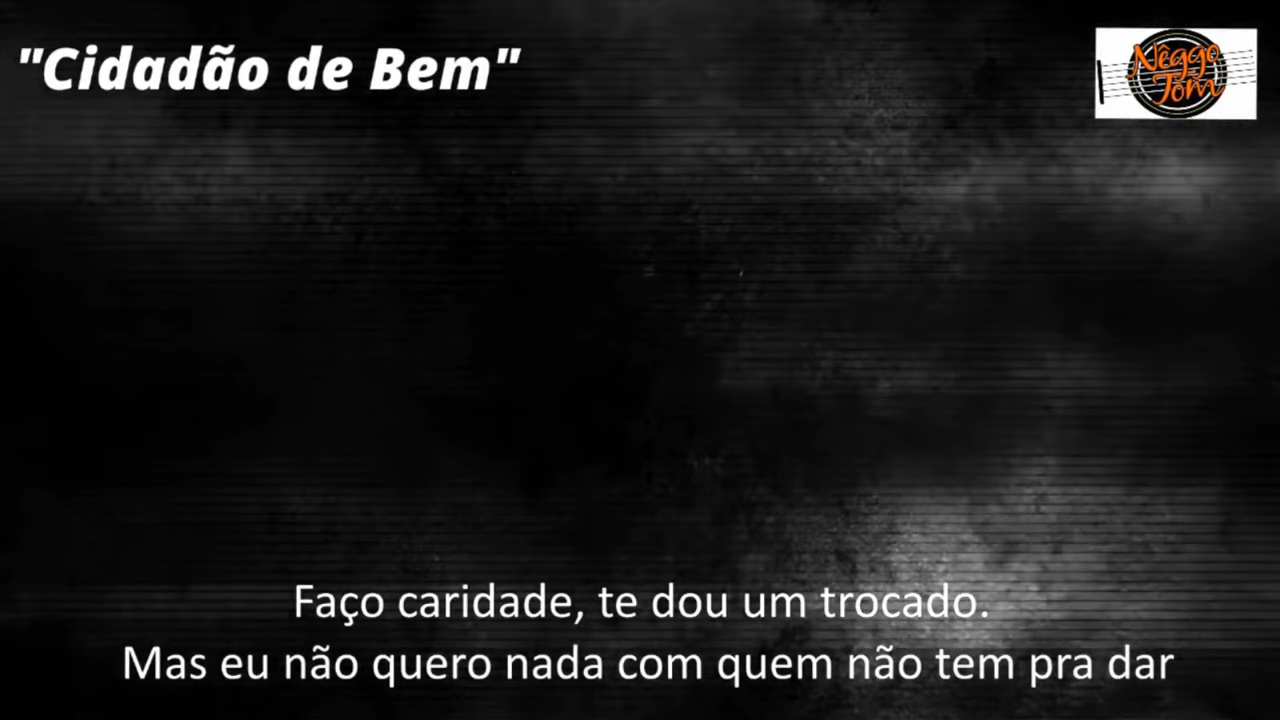 "Cidadão de Bem"
Nêggo
Tom
Faço caridade, te dou um trocado.
Mas eu não quero nada com quem não tem pra dar